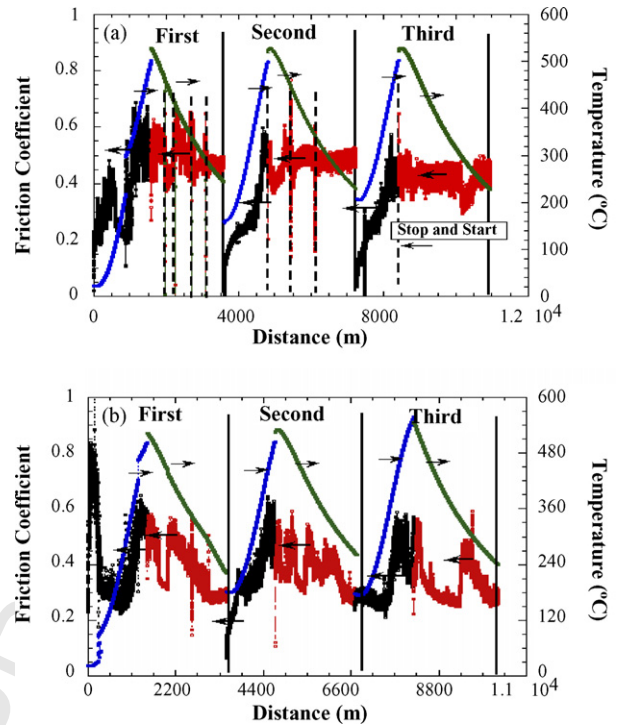 (a) First Second Third
Friction Coefficient
Temperature (ºC)
1
0.8
0.6
0.4
0.2
0
600
500
400
300
200
100
0
Stop and Start
0 4000 8000 1.2 10⁴
Distance (m)
(b) First Second Third
Friction Coefficient
Temperature (ºC)
1
0.8
0.6
0.4
0.2
0
600
480
360
240
120
0
0 2200 4400 6600 8800 1.1 10⁴
Distance (m)